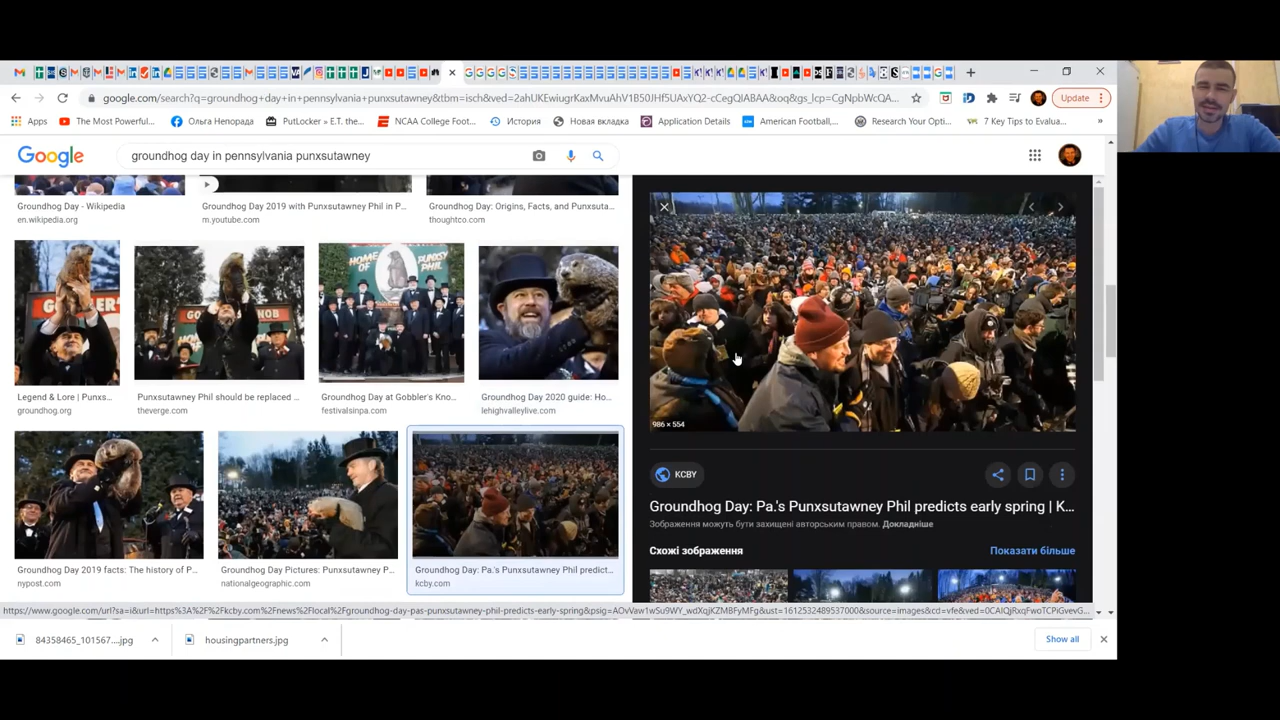 google.com/search?q=groundhog+day+in+pennsylvania+punxsutawney&tbm=isch&ved=2ahUKEwiugrKaxMvuAhV1B50JHf5UAxYQ2-cCegQIABAA&oq&gs_lcp=CgNpbWcQA...
Update
Apps
The Most Powerful...
Ольга Непорада
PutLocker » E.T. the...
NCAA College Foot...
История
Новая вкладка
Application Details
American Football,...
Research Your Opti...
7 Key Tips to Evalua...
Google
groundhog day in pennsylvania punxsutawney
Groundhog Day - Wikipedia
en.wikipedia.org
Groundhog Day 2019 with Punxsutawney Phil in P...
m.youtube.com
Groundhog Day: Origins, Facts, and Punxsuta...
thoughtco.com
HOME OF PUNXSY PHIL
Legend & Lore | Punxs...
groundhog.org
Punxsutawney Phil should be replaced ...
theverge.com
Groundhog Day at Gobbler's Kno...
festivalsinpa.com
Groundhog Day 2020 guide: Ho...
lehighvalleylive.com
986 × 554
KCBY
Groundhog Day: Pa.'s Punxsutawney Phil predicts early spring | K...
Зображення можуть бути захищені авторським правом. Докладніше
Схожі зображення
Показати більше
Groundhog Day 2019 facts: The history of P...
nypost.com
Groundhog Day Pictures: Punxsutawney P...
nationalgeographic.com
Groundhog Day: Pa.'s Punxsutawney Phil predict...
kcby.com
84358465_101567....jpg
housingpartners.jpg
Show all